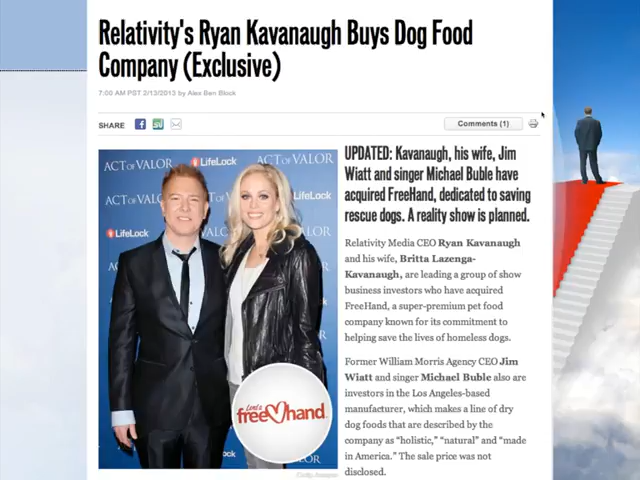 Relativity's Ryan Kavanaugh Buys Dog Food
Company (Exclusive)
7:00 AM PST 2/13/2013 by Alex Ben Block
SHARE
Comments (1)
ACT OF VALOR
LifeLock
ACT OF VALOR
LifeLock
ACT OF VALOR
LifeLock
Lend a
freehand
UPDATED: Kavanaugh, his wife, Jim
Wiatt and singer Michael Buble have
acquired FreeHand, dedicated to saving
rescue dogs. A reality show is planned.
Relativity Media CEO Ryan Kavanaugh
and his wife, Britta Lazenga-
Kavanaugh, are leading a group of show
business investors who have acquired
FreeHand, a super-premium pet food
company known for its commitment to
helping save the lives of homeless dogs.
Former William Morris Agency CEO Jim
Wiatt and singer Michael Buble also are
investors in the Los Angeles-based
manufacturer, which makes a line of dry
dog foods that are described by the
company as “holistic,” “natural” and “made
in America.” The sale price was not
disclosed.